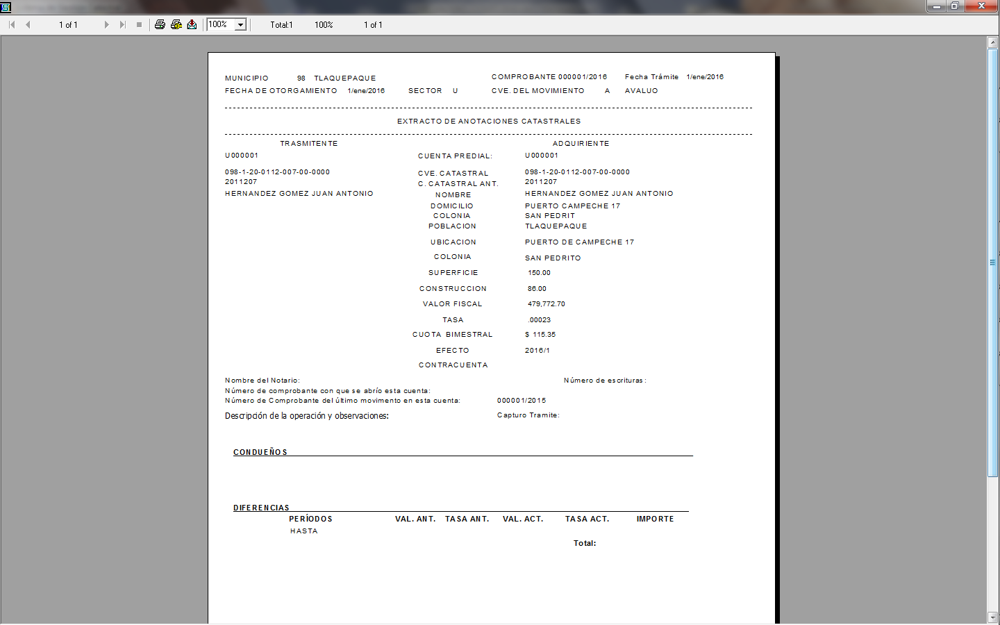 1 of 1 100% Total:1 100% 1 of 1
MUNICIPIO 98 TLAQUEPAQUE COMPROBANTE 000001/2016 Fecha Trámite 1/ene/2016
FECHA DE OTORGAMIENTO 1/ene/2016 SECTOR U CVE. DEL MOVIMIENTO A AVALUO
EXTRACTO DE ANOTACIONES CATASTRALES
TRASMITENTE ADQUIRIENTE
U000001 CUENTA PREDIAL: U000001
098-1-20-0112-007-00-0000 CVE. CATASTRAL 098-1-20-0112-007-00-0000
2011207 C. CATASTRAL ANT. 2011207
HERNANDEZ GOMEZ JUAN ANTONIO NOMBRE HERNANDEZ GOMEZ JUAN ANTONIO
DOMICILIO PUERTO CAMPECHE 17
COLONIA SAN PEDRIT
POBLACION TLAQUEPAQUE
UBICACION PUERTO DE CAMPECHE 17
COLONIA SAN PEDRITO
SUPERFICIE 150.00
CONSTRUCCION 86.00
VALOR FISCAL 479,772.70
TASA .00023
CUOTA BIMESTRAL $ 115.35
EFECTO 2016/1
CONTRACUENTA
Nombre del Notario: Número de escrituras:
Número de comprobante con que se abrío esta cuenta:
Número de Comprobante del último movimento en esta cuenta: 000001/2015
Descripción de la operación y observaciones: Capturo Tramite:
CONDUEÑOS
DIFERENCIAS
PERÍODOS VAL. ANT. TASA ANT. VAL. ACT. TASA ACT. IMPORTE
HASTA
Total: